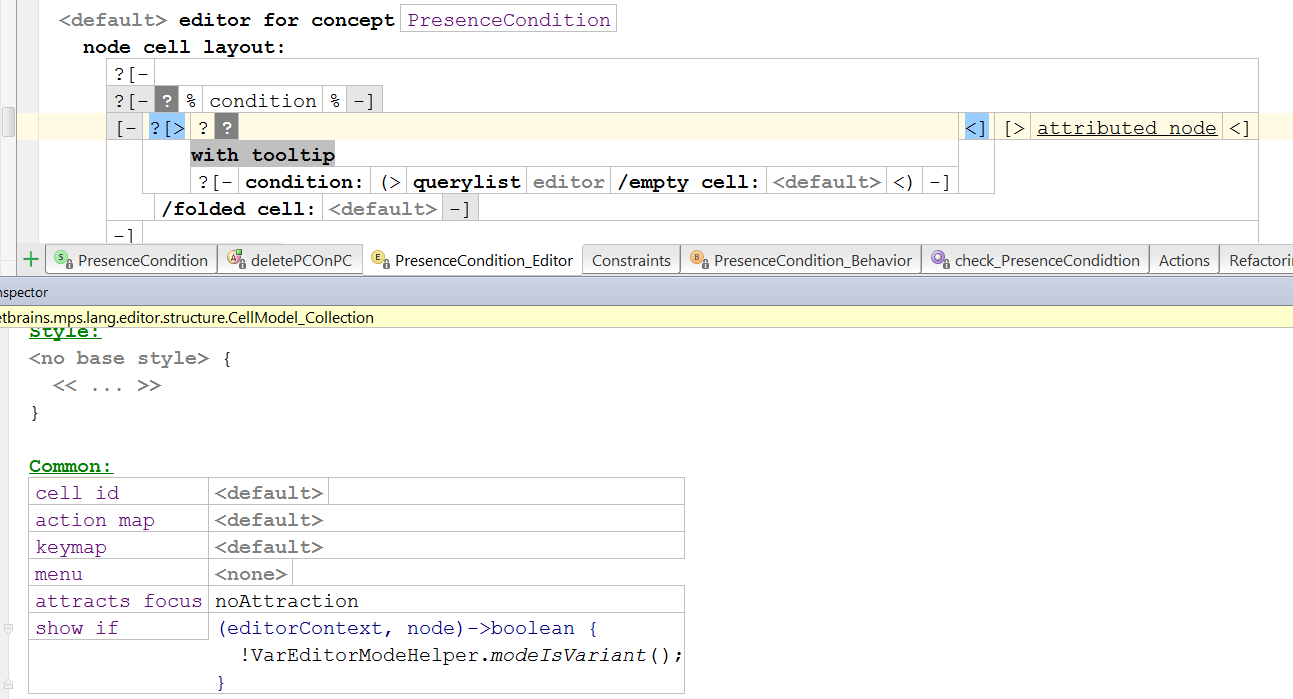 <default> editor for concept PresenceCondition
node cell layout:
?[-
?[- ? % condition % -]
[- ?[> ? ? <] [> attributed node <]
with tooltip
?[- condition: (> querylist editor /empty cell: <default> <) -]
/folded cell: <default> -]
-]
+ S PresenceCondition A deletePCOnPC E PresenceCondition_Editor Constraints B PresenceCondition_Behavior check_PresenceCondidtion Actions Refactori
nspector
etbrains.mps.lang.editor.structure.CellModel_Collection
Style:
<no base style> {
<< ... >>
}
Common:
cell id <default>
action map <default>
keymap <default>
menu <none>
attracts focus noAttraction
show if (editorContext, node)->boolean {
!VarEditorModeHelper.modeIsVariant();
}